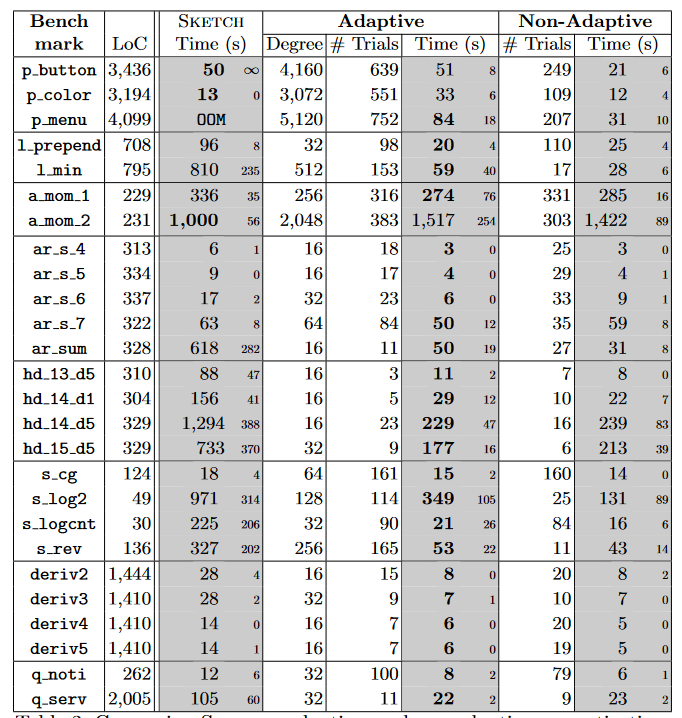 Bench SKETCH Adaptive Non-Adaptive
mark LoC Time (s) Degree # Trials Time (s) # Trials Time (s)
p_button 3,436 50 ∞ 4,160 639 51 8 249 21 6
p_color 3,194 13 0 3,072 551 33 6 109 12 4
p_menu 4,099 OOM 5,120 752 84 18 207 31 10
l_prepend 708 96 8 32 98 20 4 110 25 4
l_min 795 810 235 512 153 59 40 17 28 6
a_mom_1 229 336 35 256 316 274 76 331 285 16
a_mom_2 231 1,000 56 2,048 383 1,517 254 303 1,422 89
ar_s_4 313 6 1 16 18 3 0 25 3 0
ar_s_5 334 9 0 16 17 4 0 29 4 1
ar_s_6 337 17 2 32 23 6 0 33 9 1
ar_s_7 322 63 8 64 84 50 12 35 59 8
ar_sum 328 618 282 16 11 50 19 27 31 8
hd_13_d5 310 88 47 16 3 11 2 7 8 0
hd_14_d1 304 156 41 16 5 29 12 10 22 7
hd_14_d5 329 1,294 388 16 23 229 47 16 239 83
hd_15_d5 329 733 370 32 9 177 16 6 213 39
s_cg 124 18 4 64 161 15 2 160 14 0
s_log2 49 971 314 128 114 349 105 25 131 89
s_logcnt 30 225 206 32 90 21 26 84 16 6
s_rev 136 327 202 256 165 53 22 11 43 14
deriv2 1,444 28 4 16 15 8 0 20 8 2
deriv3 1,410 28 2 32 9 7 1 10 7 0
deriv4 1,410 14 0 16 7 6 0 20 5 0
deriv5 1,410 14 1 16 7 6 0 19 5 0
q_noti 262 12 6 32 100 8 2 79 6 1
q_serv 2,005 105 60 32 11 22 2 9 23 2